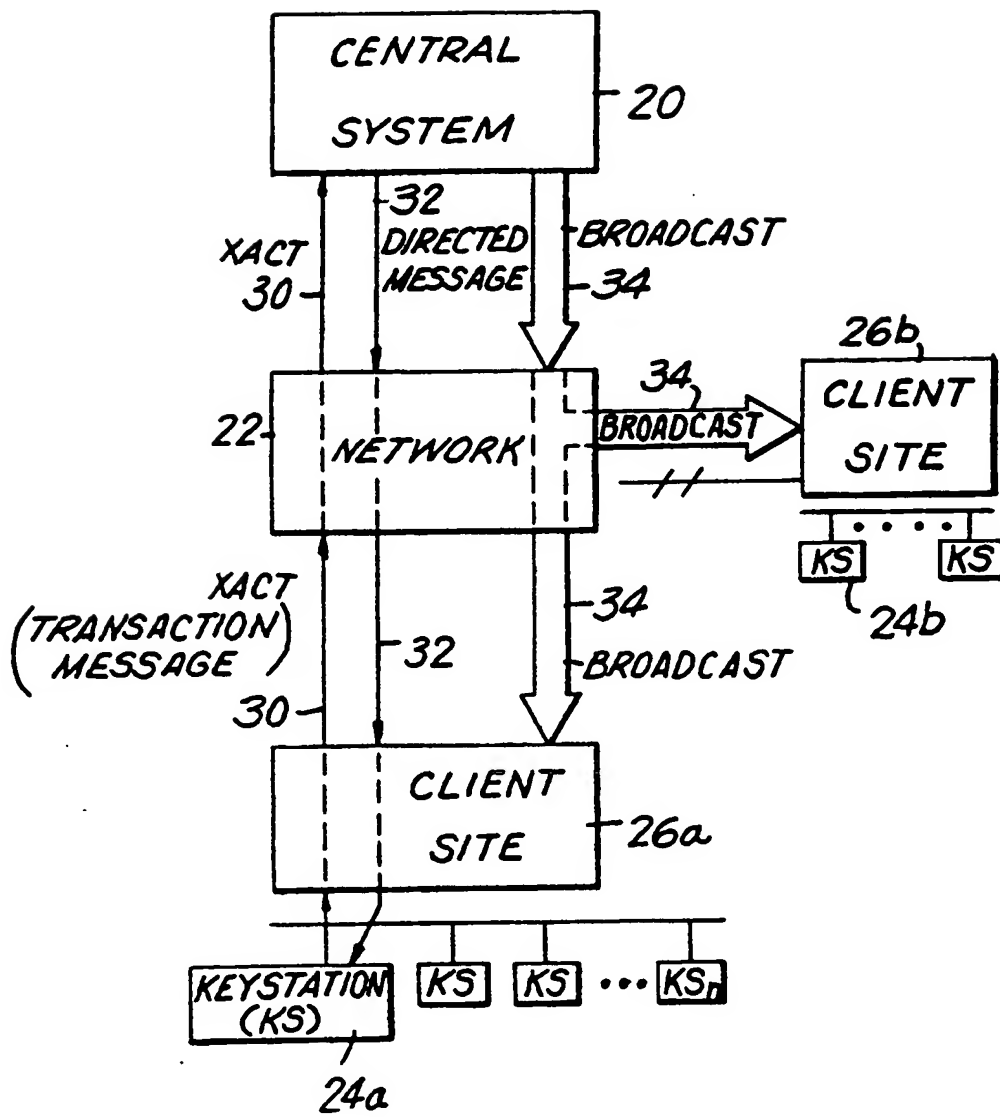 CENTRAL
SYSTEM
20
32
DIRECTED
MESSAGE
XACT
30
BROADCAST
34
26b
CLIENT
SITE
34
BROADCAST
22
NETWORK
KS
KS
24b
XACT
(TRANSACTION
MESSAGE)
30
32
34
BROADCAST
CLIENT
SITE
26a
KEYSTATION
(KS)
KS
KS
KSn
24a